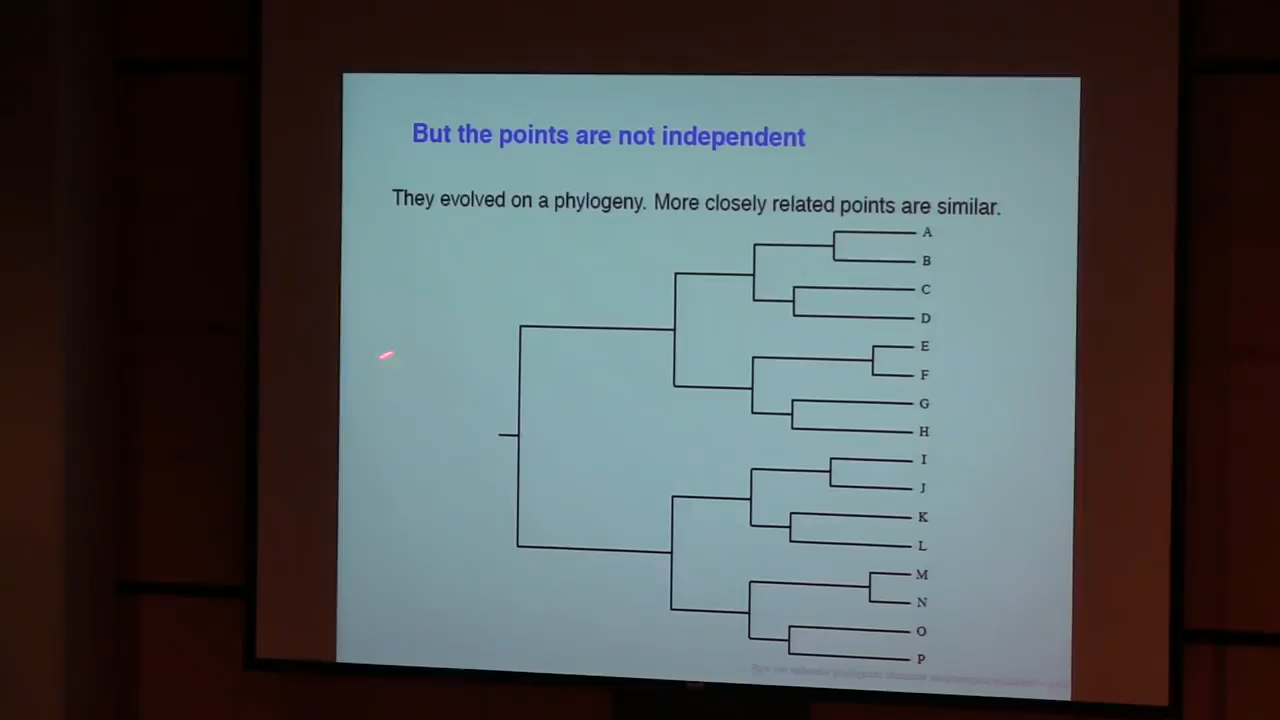 But the points are not independent
They evolved on a phylogeny. More closely related points are similar.
A
B
C
D
E
F
G
H
I
J
K
L
M
N
O
P